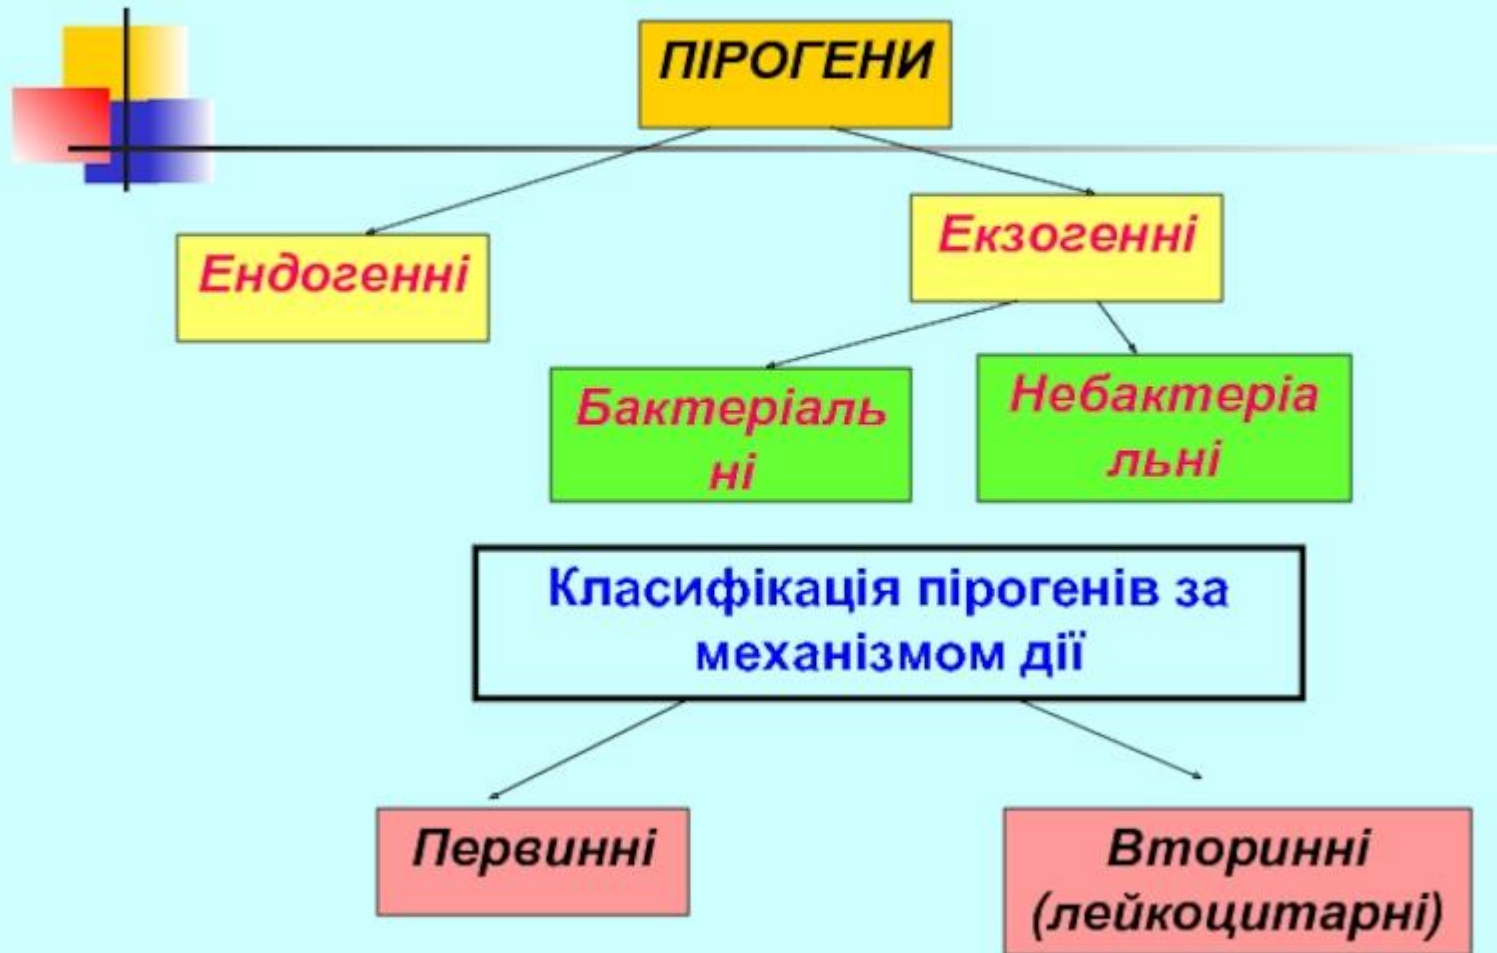 ПІРОГЕНИ
Ендогенні
Екзогенні
Бактеріаль
ні
Небактеріа
льні
Класифікація пірогенів за
механізмом дії
Первинні
Вторинні
(лейкоцитарні)